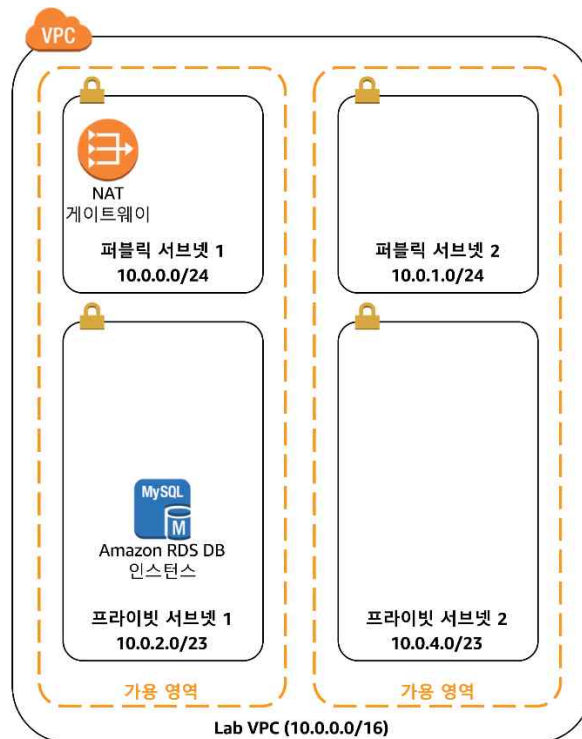 VPC
NAT
게이트웨이
퍼블릭 서브넷 1
10.0.0.0/24
퍼블릭 서브넷 2
10.0.1.0/24
MySQL
M
Amazon RDS DB
인스턴스
프라이빗 서브넷 1
10.0.2.0/23
프라이빗 서브넷 2
10.0.4.0/23
가용 영역
가용 영역
Lab VPC (10.0.0.0/16)